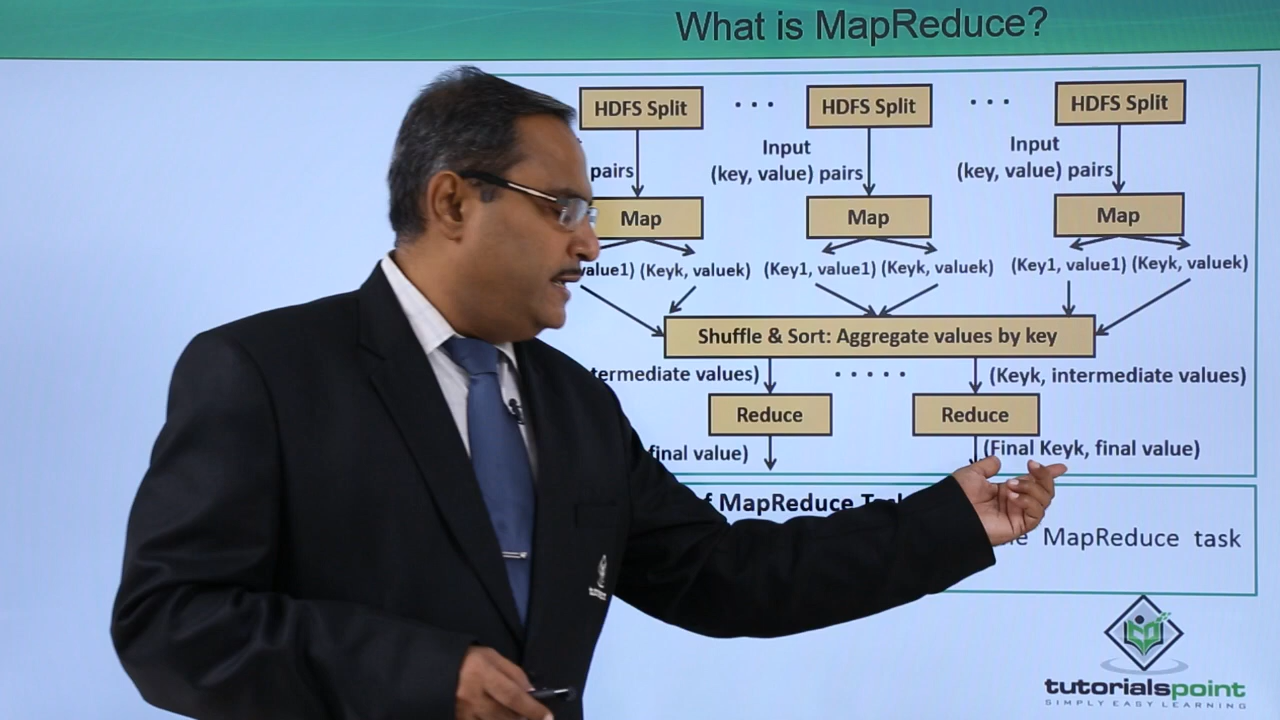 What is MapReduce?
HDFS Split ... HDFS Split ... HDFS Split
Input Input
pairs (key, value) pairs (key, value) pairs
Map Map Map
value1) (Keyk, valuek) (Key1, value1) (Keyk, valuek) (Key1, value1) (Keyk, valuek)
Shuffle & Sort: Aggregate values by key
termediate values) ..... (Keyk, intermediate values)
Reduce Reduce
final value) (Final Keyk, final value)
f MapReduce
MapReduce task
tutorialspoint
SIMPLY EASY LEARNING